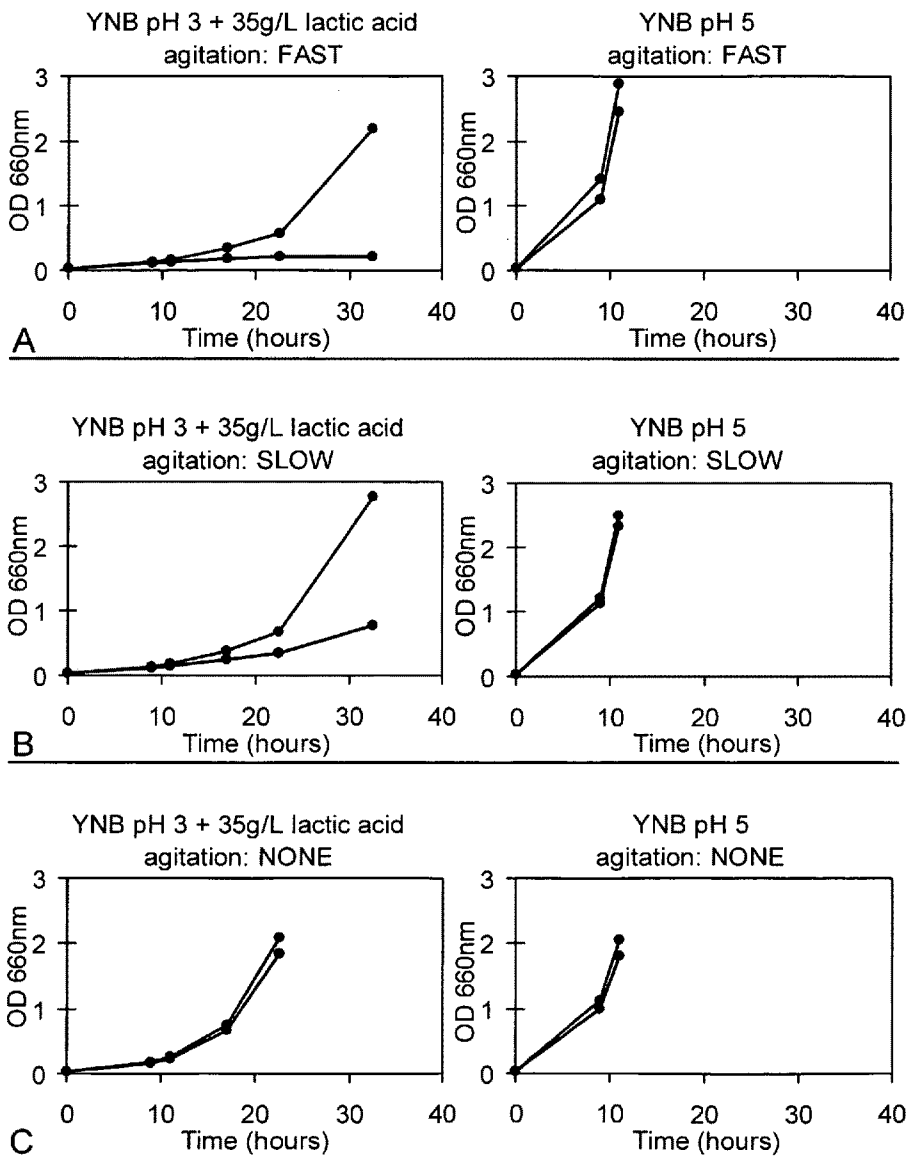 YNB pH 3 + 35g/L lactic acid
agitation: FAST
OD 660nm
3
2
1
0
0 10 20 30 40
Time (hours)
A
YNB pH 5
agitation: FAST
OD 660nm
3
2
1
0
0 10 20 30 40
Time (hours)
YNB pH 3 + 35g/L lactic acid
agitation: SLOW
OD 660nm
3
2
1
0
0 10 20 30 40
Time (hours)
B
YNB pH 5
agitation: SLOW
OD 660nm
3
2
1
0
0 10 20 30 40
Time (hours)
YNB pH 3 + 35g/L lactic acid
agitation: NONE
OD 660nm
3
2
1
0
0 10 20 30 40
Time (hours)
C
YNB pH 5
agitation: NONE
OD 660nm
3
2
1
0
0 10 20 30 40
Time (hours)